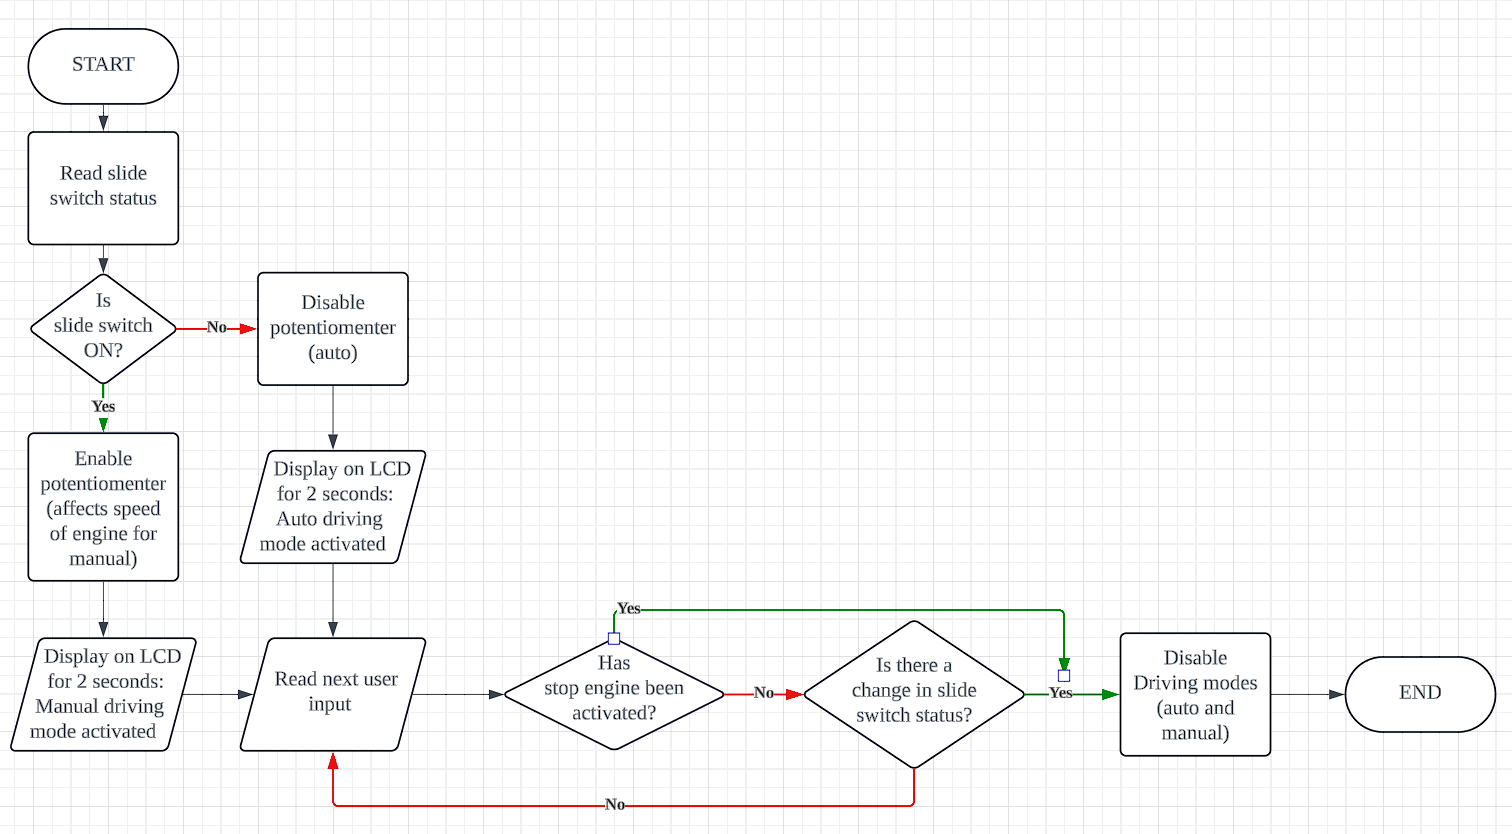 START
Read slide
switch status
Is
slide switch
ON?
No
Disable
potentiomenter
(auto)
Yes
Enable
potentiomenter
(affects speed
of engine for
manual)
Display on LCD
for 2 seconds:
Auto driving
mode activated
Display on LCD
for 2 seconds:
Manual driving
mode activated
Read next user
input
Has
stop engine been
activated?
Yes
No
Is there a
change in slide
switch status?
Yes
No
Disable
Driving modes
(auto and
manual)
END